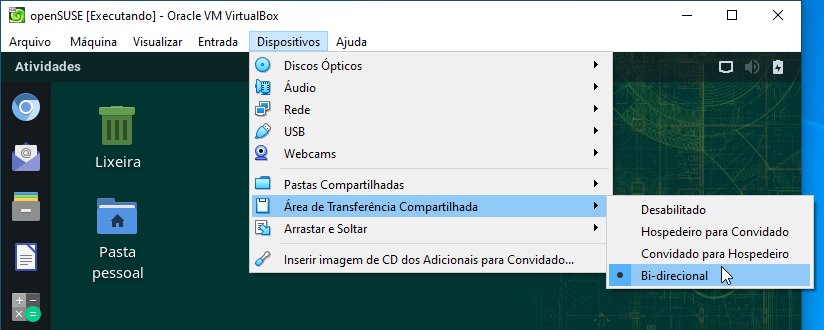 openSUSE [Executando] - Oracle VM VirtualBox
Arquivo Máquina Visualizar Entrada Dispositivos Ajuda
Atividades
Discos Ópticos
Áudio
Rede
USB
Webcams
Pastas Compartilhadas
Área de Transferência Compartilhada
Arrastar e Soltar
Inserir imagem de CD dos Adicionais para Convidado...
Desabilitado
Hospedeiro para Convidado
Convidado para Hospedeiro
Bi-direcional
Lixeira
Pasta
pessoal